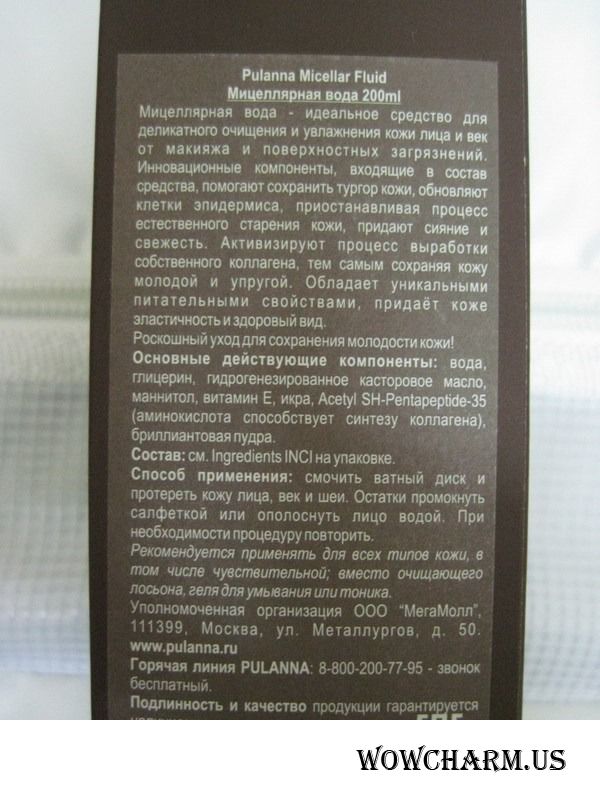 Pulanna Micellar Fluid
Мицеллярная вода 200ml
Мицеллярная вода - идеальное средство для
деликатного очищения и увлажнения кожи лица и век
от макияжа и поверхностных загрязнений.
Инновационные компоненты, входящие в состав
средства, помогают сохранить тургор кожи, обновляют
клетки эпидермиса, приостанавливая процесс
естественного старения кожи, придают сияние и
свежесть. Активизируют процесс выработки
собственного коллагена, тем самым сохраняя кожу
молодой и упругой. Обладает уникальными
питательными свойствами, придаёт коже
эластичность и здоровый вид.
Роскошный уход для сохранения молодости кожи!
Основные действующие компоненты: вода,
глицерин, гидрогенезированное касторовое масло,
маннитол, витамин Е, икра, Acetyl SH-Pentapeptide-35
(аминокислота способствует синтезу коллагена),
бриллиантовая пудра.
Состав: см. Ingredients INCI на упаковке.
Способ применения: смочить ватный диск и
протереть кожу лица, век и шеи. Остатки промокнуть
салфеткой или ополоснуть лицо водой. При
необходимости процедуру повторить.
Рекомендуется применять для всех типов кожи, в
том числе чувствительной; вместо очищающего
лосьона, геля для умывания или тоника.
Уполномоченная организация ООО "МегаМолл",
111399, Москва, ул. Металлургов, д. 50.
www.pulanna.ru
Горячая линия PULANNA: 8-800-200-77-95 - звонок
бесплатный.
Подлинность и качество продукции гарантируется
WOWCHARM.US